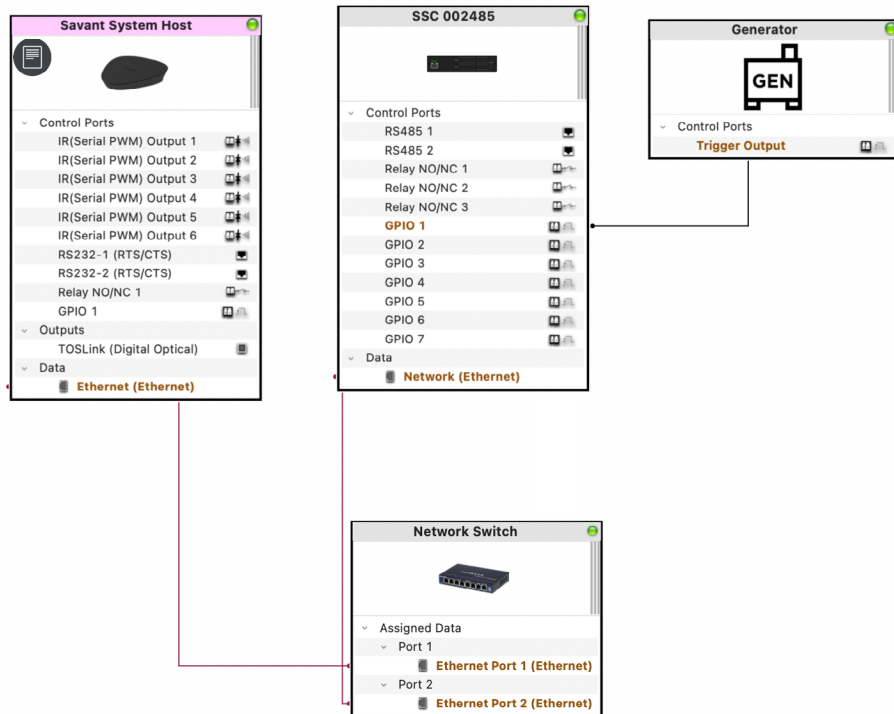 Savant System Host
Control Ports
IR(Serial PWM) Output 1
IR(Serial PWM) Output 2
IR(Serial PWM) Output 3
IR(Serial PWM) Output 4
IR(Serial PWM) Output 5
IR(Serial PWM) Output 6
RS232-1 (RTS/CTS)
RS232-2 (RTS/CTS)
Relay NO/NC 1
GPIO 1
Outputs
TOSLink (Digital Optical)
Data
Ethernet (Ethernet)
SSC 002485
Control Ports
RS485 1
RS485 2
Relay NO/NC 1
Relay NO/NC 2
Relay NO/NC 3
GPIO 1
GPIO 2
GPIO 3
GPIO 4
GPIO 5
GPIO 6
GPIO 7
Data
Network (Ethernet)
Generator
GEN
Control Ports
Trigger Output
Network Switch
Assigned Data
Port 1
Ethernet Port 1 (Ethernet)
Port 2
Ethernet Port 2 (Ethernet)